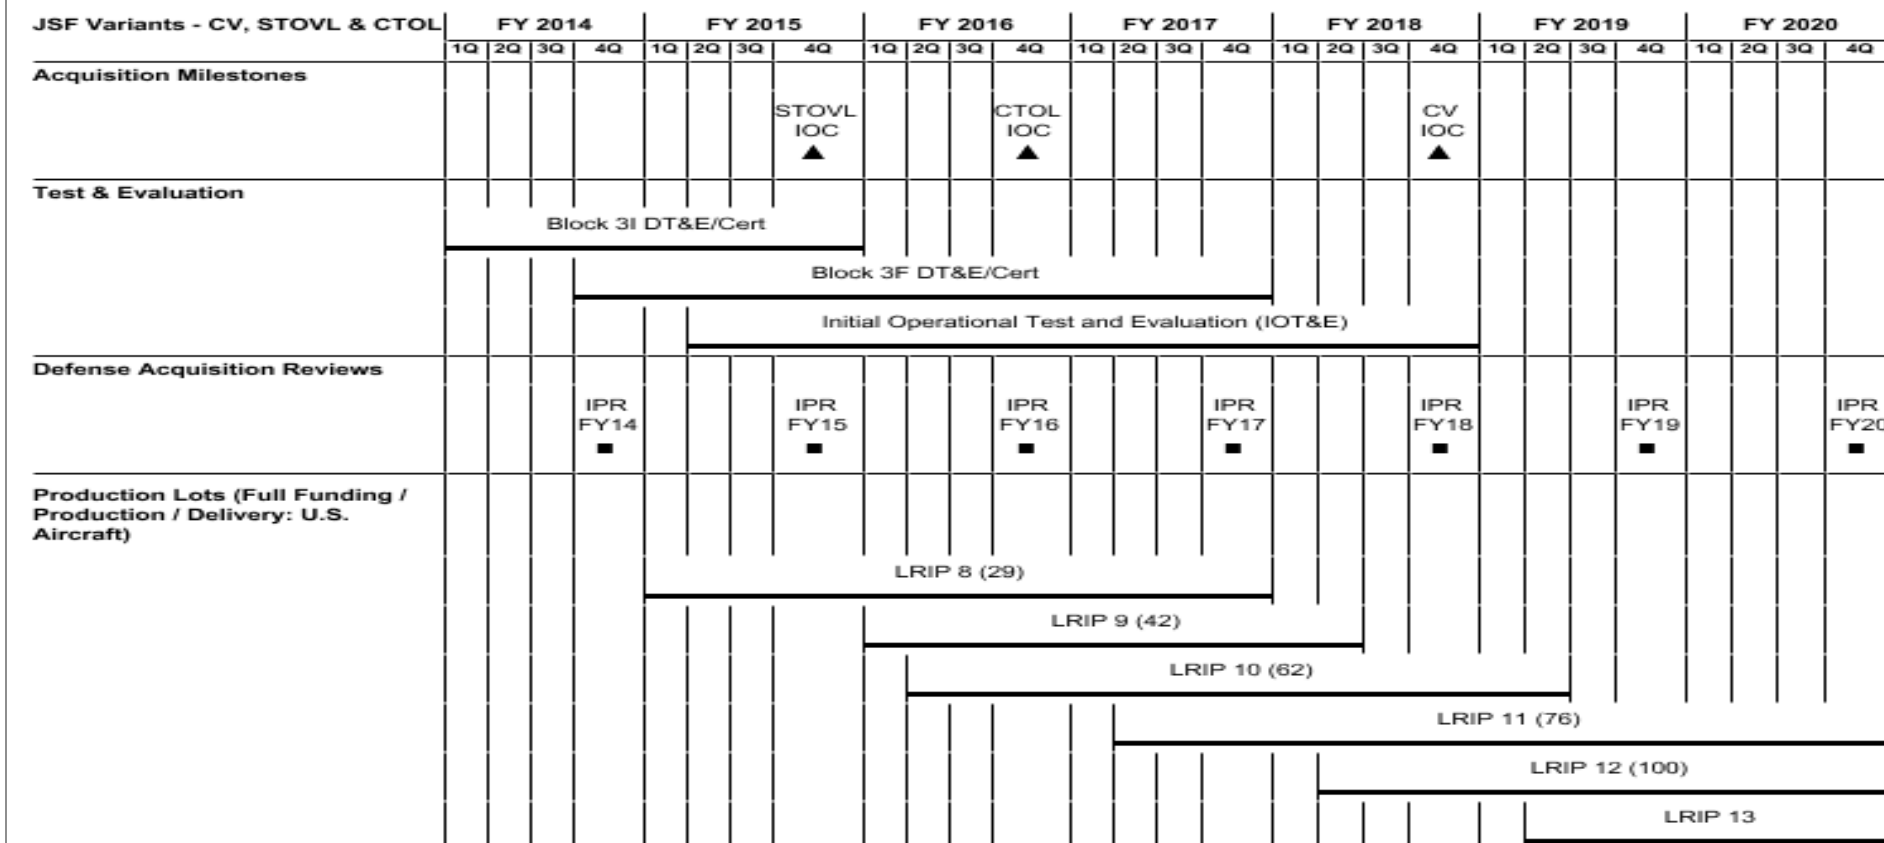 JSF Variants - CV, STOVL & CTOL FY 2014 FY 2015 FY 2016 FY 2017 FY 2018 FY 2019 FY 2020
1Q 2Q 3Q 4Q 1Q 2Q 3Q 4Q 1Q 2Q 3Q 4Q 1Q 2Q 3Q 4Q 1Q 2Q 3Q 4Q 1Q 2Q 3Q 4Q 1Q 2Q 3Q 4Q
Acquisition Milestones
STOVL CTOL CV
IOC IOC IOC
Test & Evaluation
Block 3I DT&E/Cert
Block 3F DT&E/Cert
Initial Operational Test and Evaluation (IOT&E)
Defense Acquisition Reviews
IPR IPR IPR IPR IPR IPR IPR
FY14 FY15 FY16 FY17 FY18 FY19 FY20
Production Lots (Full Funding /
Production / Delivery: U.S.
Aircraft)
LRIP 8 (29)
LRIP 9 (42)
LRIP 10 (62)
LRIP 11 (76)
LRIP 12 (100)
LRIP 13